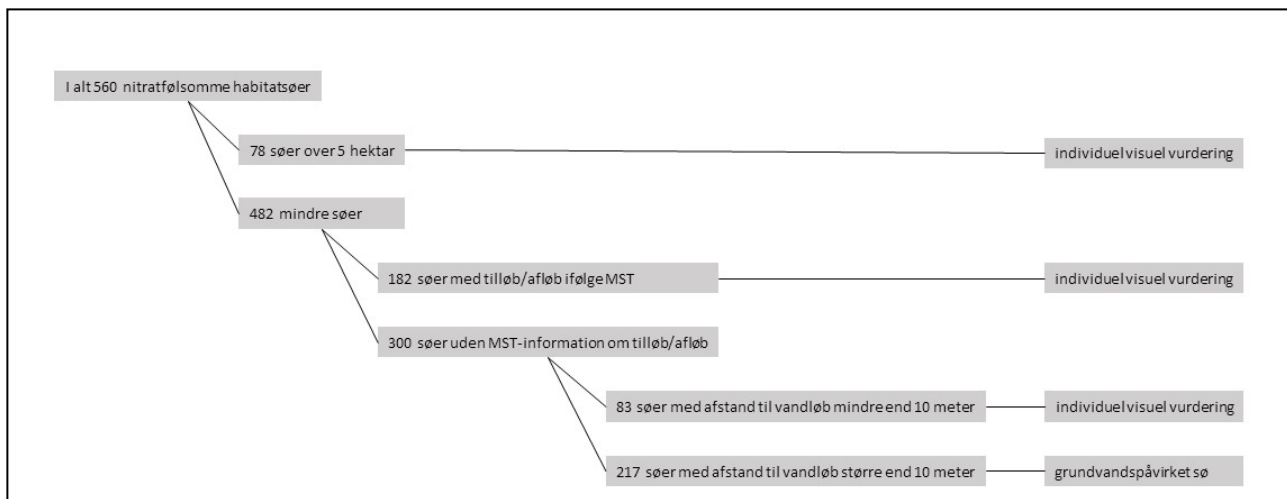 I alt 560 nitratfølsomme habitatsøer
78 søer over 5 hektar
individuel visuel vurdering
482 mindre søer
182 søer med tilløb/afløb ifølge MST
individuel visuel vurdering
300 søer uden MST-information om tilløb/afløb
83 søer med afstand til vandløb mindre end 10 meter
individuel visuel vurdering
217 søer med afstand til vandløb større end 10 meter
grundvandspåvirket sø